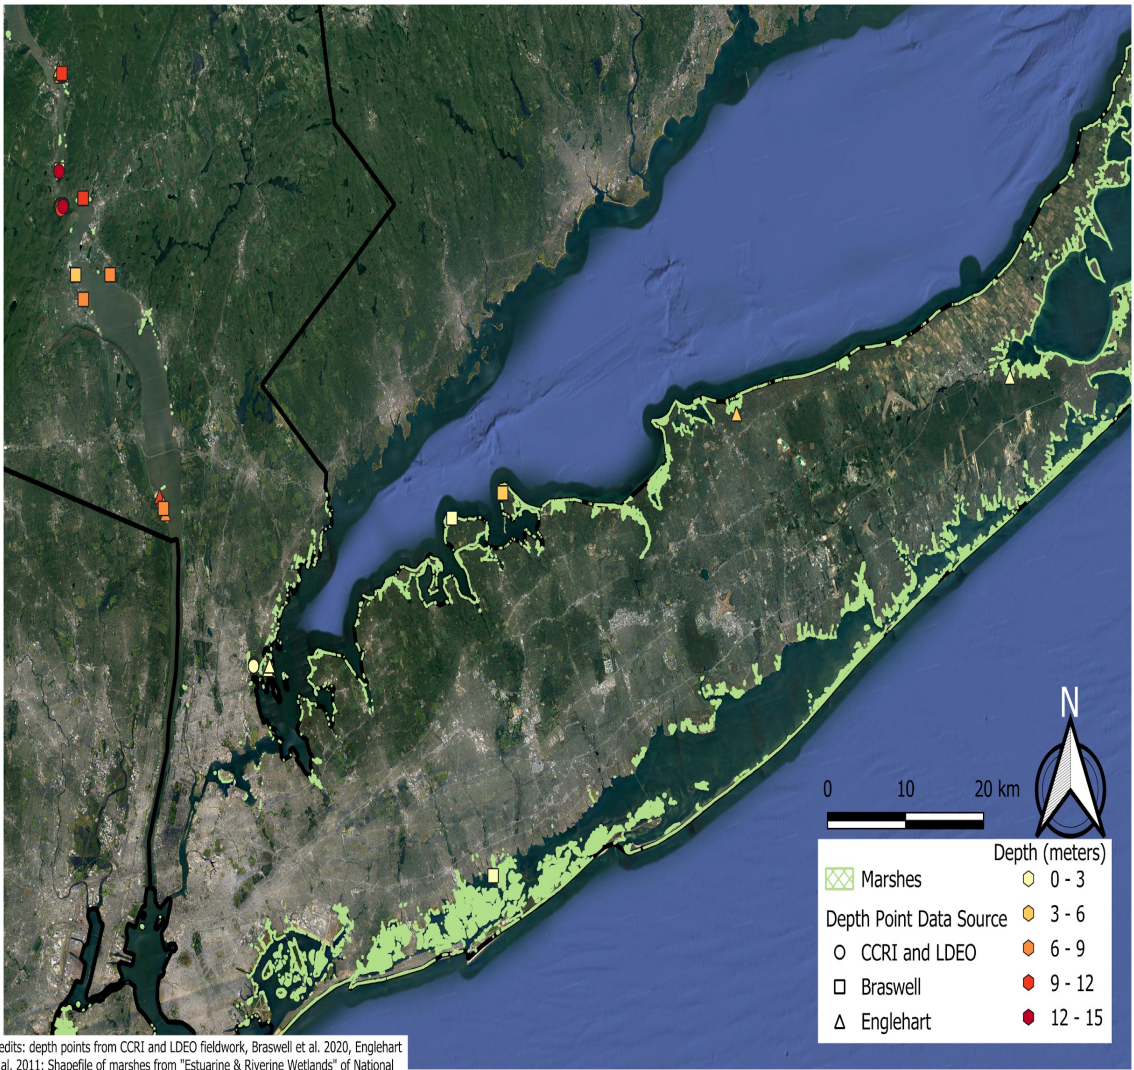 N
0 10 20 km
Depth (meters)
Marshes
0 - 3
Depth Point Data Source
3 - 6
CCRI and LDEO
6 - 9
Braswell
9 - 12
Englehart
12 - 15
edits: depth points from CCRI and LDEO fieldwork, Braswell et al. 2020, Englehart
al. 2011; Shapefile of marshes from "Estuarine & Riverine Wetlands" of National